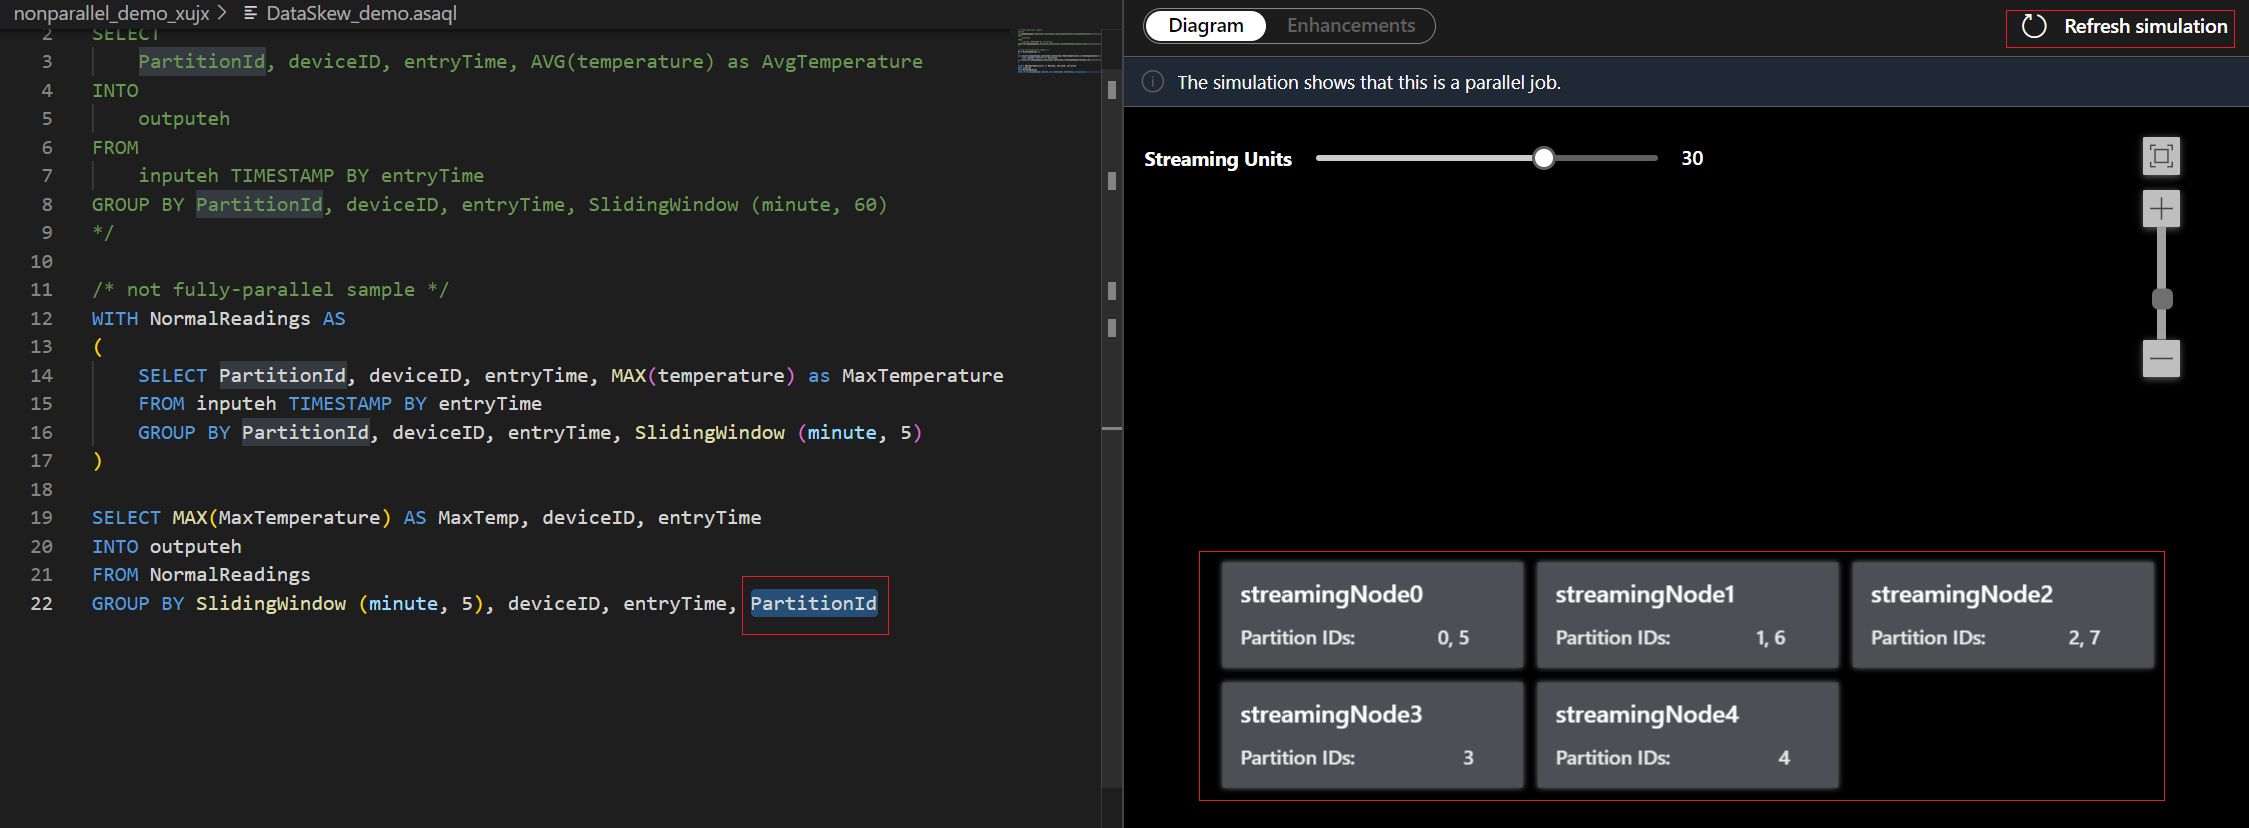 nonparallel_demo_xujx > DataSkew_demo.asaql
2 SELECT
3 PartitionId, deviceID, entryTime, AVG(temperature) as AvgTemperature
4 INTO
5 outputeh
6 FROM
7 inputeh TIMESTAMP BY entryTime
8 GROUP BY PartitionId, deviceID, entryTime, SlidingWindow (minute, 60)
9 */
10
11 /* not fully-parallel sample */
12 WITH NormalReadings AS
13 (
14 SELECT PartitionId, deviceID, entryTime, MAX(temperature) as MaxTemperature
15 FROM inputeh TIMESTAMP BY entryTime
16 GROUP BY PartitionId, deviceID, entryTime, SlidingWindow (minute, 5)
17 )
18
19 SELECT MAX(MaxTemperature) AS MaxTemp, deviceID, entryTime
20 INTO outputeh
21 FROM NormalReadings
22 GROUP BY SlidingWindow (minute, 5), deviceID, entryTime, PartitionId
Diagram Enhancements
Refresh simulation
The simulation shows that this is a parallel job.
Streaming Units 30
streamingNode0
Partition IDs: 0, 5
streamingNode1
Partition IDs: 1, 6
streamingNode2
Partition IDs: 2, 7
streamingNode3
Partition IDs: 3
streamingNode4
Partition IDs: 4